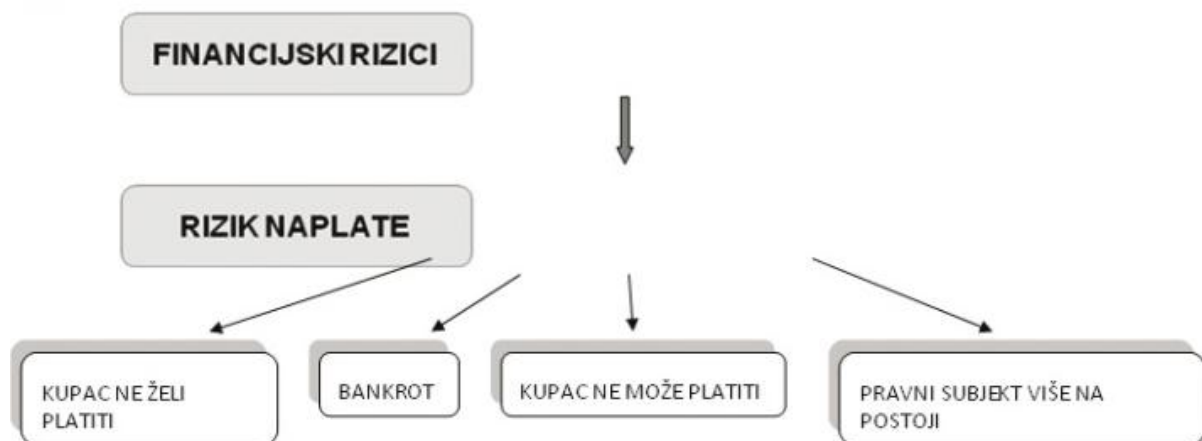 FINANCIJSKI RIZICI
RIZIK NAPLATE
KUPAC NE ŽELI
PLATITI
BANKROT
KUPAC NE MOŽE PLATITI
PRAVNI SUBJEKT VIŠE NA
POSTOJI